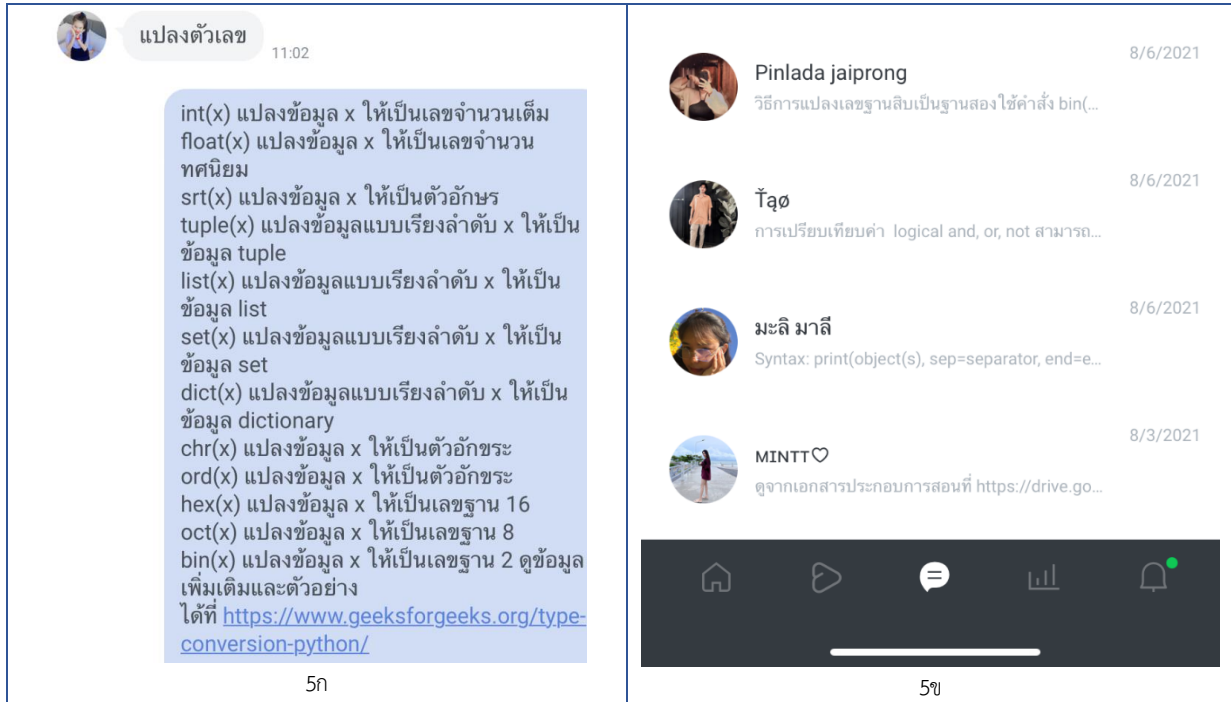 แปลงตัวเลข
11:02
int(x) แปลงข้อมูล x ให้เป็นเลขจำนวนเต็ม
float(x) แปลงข้อมูล x ให้เป็นเลขจำนวน
ทศนิยม
srt(x) แปลงข้อมูล x ให้เป็นตัวอักษร
tuple(x) แปลงข้อมูลแบบเรียงลำดับ x ให้เป็น
ข้อมูล tuple
list(x) แปลงข้อมูลแบบเรียงลำดับ x ให้เป็น
ข้อมูล list
set(x) แปลงข้อมูลแบบเรียงลำดับ x ให้เป็น
ข้อมูล set
dict(x) แปลงข้อมูลแบบเรียงลำดับ x ให้เป็น
ข้อมูล dictionary
chr(x) แปลงข้อมูล x ให้เป็นตัวอักขระ
ord(x) แปลงข้อมูล x ให้เป็นตัวอักขระ
hex(x) แปลงข้อมูล x ให้เป็นเลขฐาน 16
oct(x) แปลงข้อมูล x ให้เป็นเลขฐาน 8
bin(x) แปลงข้อมูล x ให้เป็นเลขฐาน 2 ดูข้อมูล
เพิ่มเติมและตัวอย่าง
ได้ที่ https://www.geeksforgeeks.org/type-
conversion-python/
5ก
8/6/2021
Pinlada jaiprong
วิธีการแปลงเลขฐานสิบเป็นฐานสอง ใช้คำสั่ง bin(...
8/6/2021
Ťąø
การเปรียบเทียบค่า logical and, or, not สามารถ...
8/6/2021
มะลิ มาลี
Syntax: print(object(s), sep=separator, end=e...
8/3/2021
ᴍɪɴᴛᴛ♡
ดูจากเอกสารประกอบการสอนที่ https://drive.go...
5ข